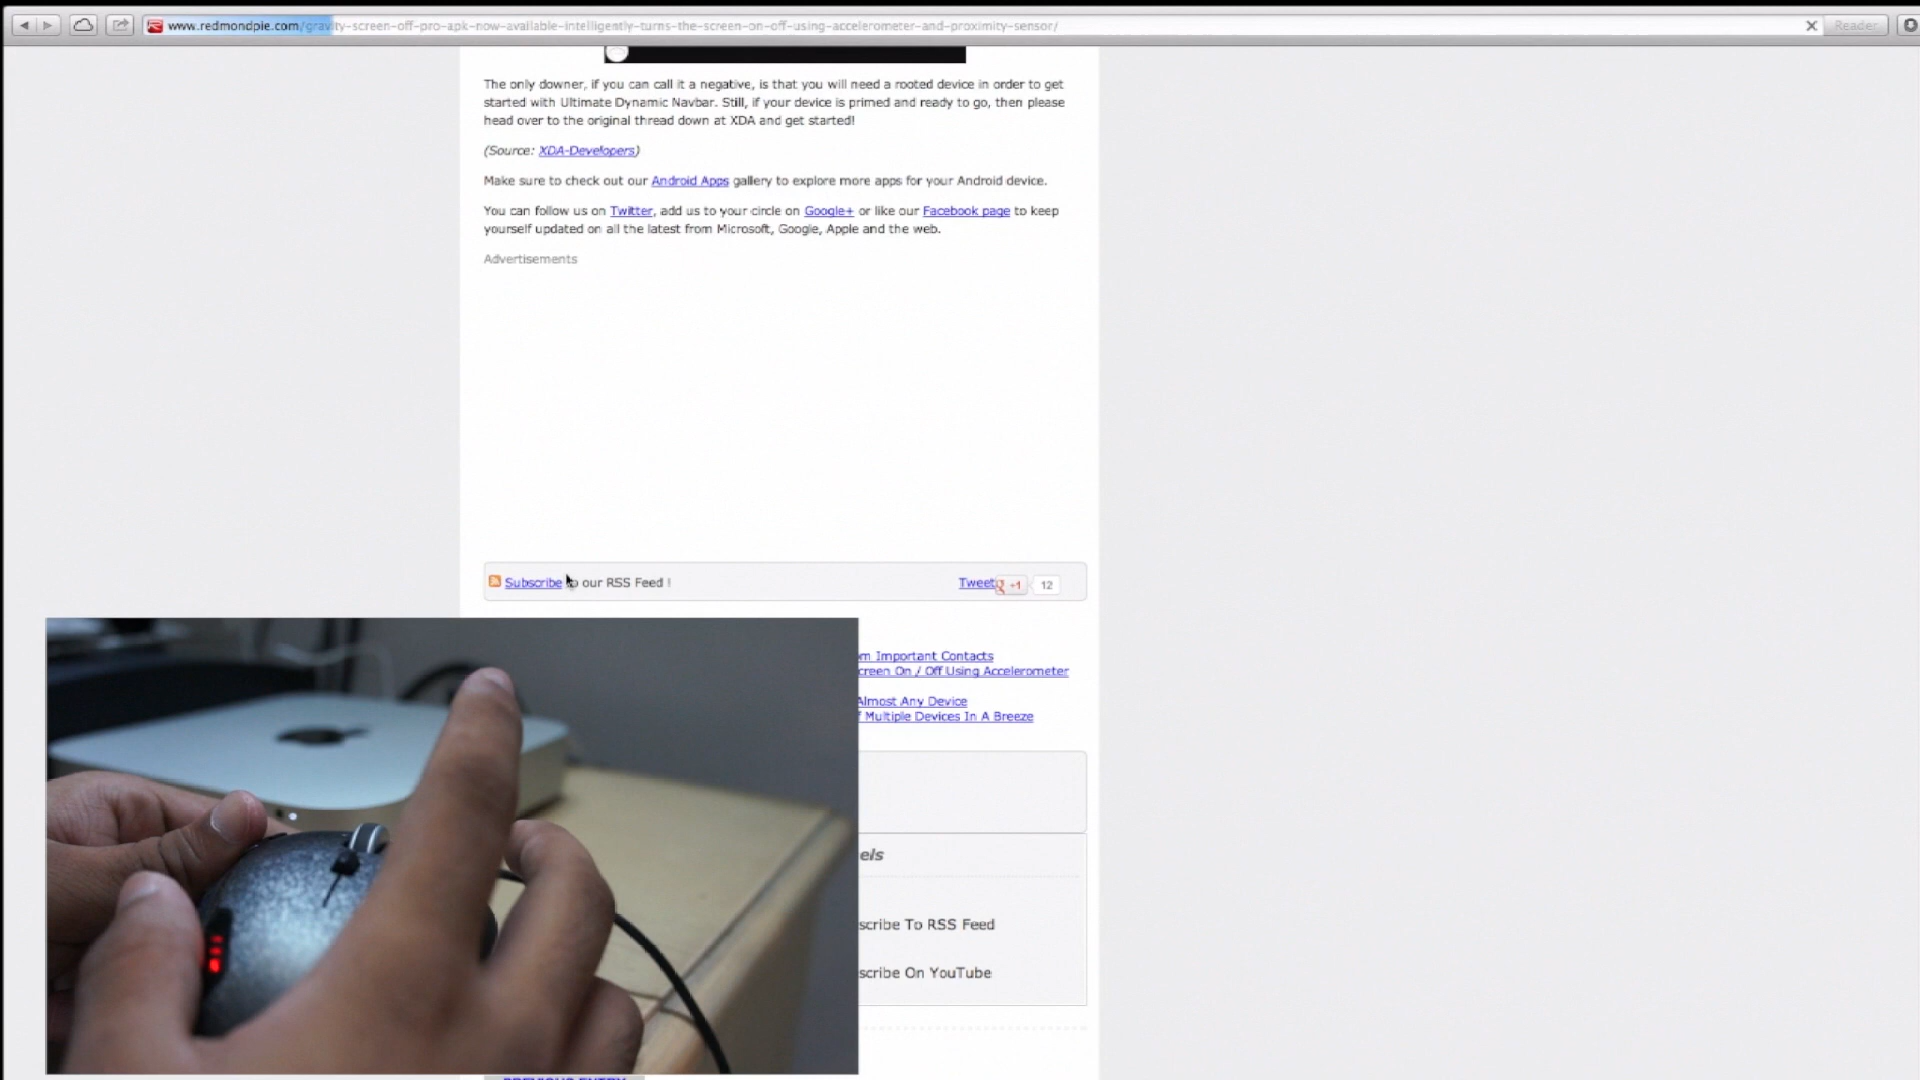 www.redmondpie.com/gravity-screen-off-pro-apk-now-available-intelligently-turns-the-screen-on-off-using-accelerometer-and-proximity-sensor/
Reader
The only downer, if you can call it a negative, is that you will need a rooted device in order to get
started with Ultimate Dynamic Navbar. Still, if your device is primed and ready to go, then please
head over to the original thread down at XDA and get started!
(Source: XDA-Developers)
Make sure to check out our Android Apps gallery to explore more apps for your Android device.
You can follow us on Twitter, add us to your circle on Google+ or like our Facebook page to keep
yourself updated on all the latest from Microsoft, Google, Apple and the web.
Advertisements
Subscribe to our RSS Feed !
Tweet
+1
12
m Important Contacts
creen On / Off Using Accelerometer
Almost Any Device
f Multiple Devices In A Breeze
els
scribe To RSS Feed
scribe On YouTube
PREVIOUS ENTRY